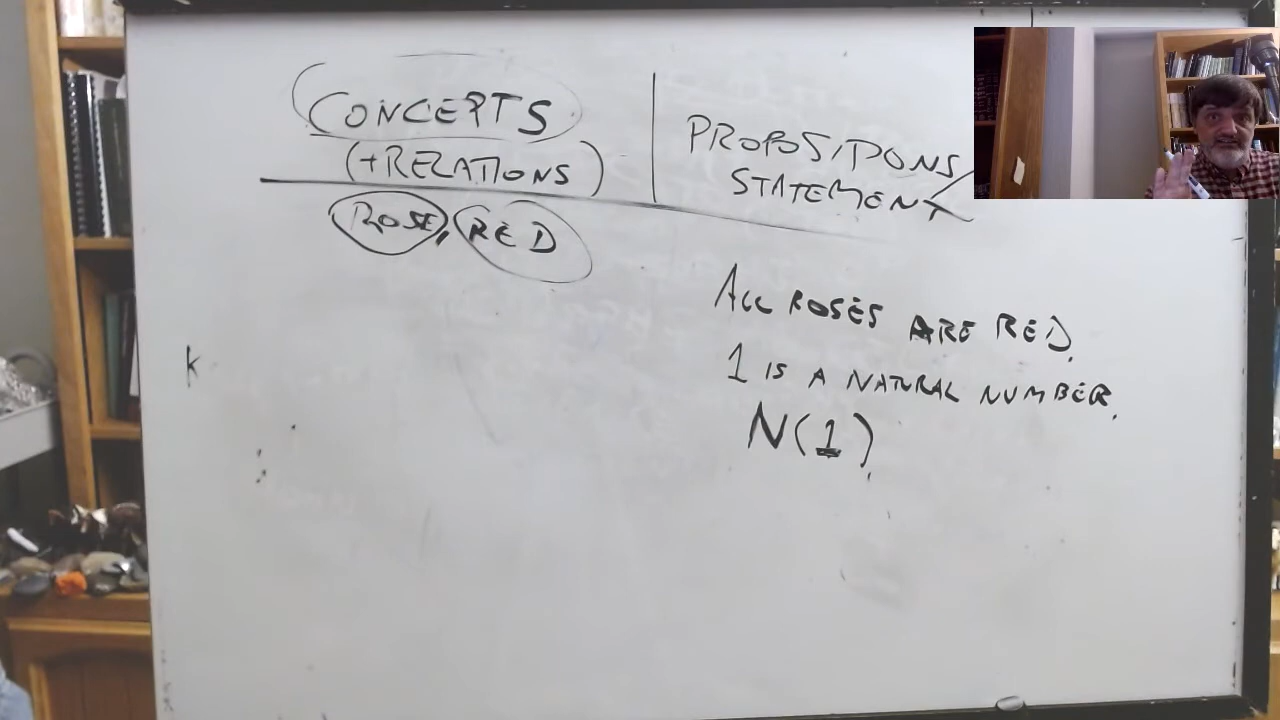 CONCEPTS
(+RELATIONS)
ROSE, RED
PROPOSITIONS
STATEMENT
ALL ROSES ARE RED.
1 IS A NATURAL NUMBER.
N(1).
k